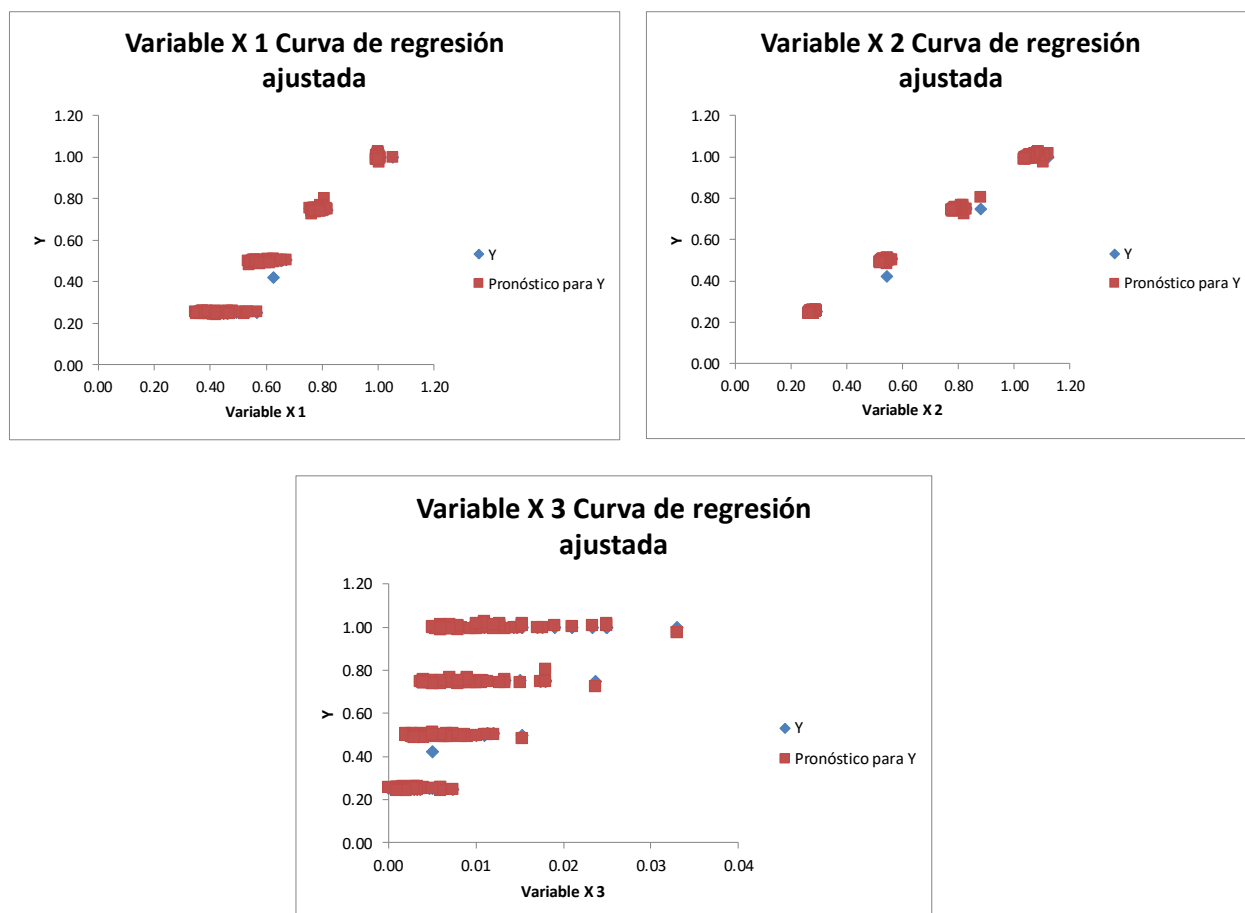 Variable X 1 Curva de regresión
ajustada
1.20
1.00
0.80
0.60
0.40
0.20
0.00
Y
0.00 0.20 0.40 0.60 0.80 1.00 1.20
Variable X 1
Y
Pronóstico para Y
Variable X 2 Curva de regresión
ajustada
1.20
1.00
0.80
0.60
0.40
0.20
0.00
Y
0.00 0.20 0.40 0.60 0.80 1.00 1.20
Variable X 2
Y
Pronóstico para Y
Variable X 3 Curva de regresión
ajustada
1.20
1.00
0.80
0.60
0.40
0.20
0.00
Y
0.00 0.01 0.02 0.03 0.04
Variable X 3
Y
Pronóstico para Y